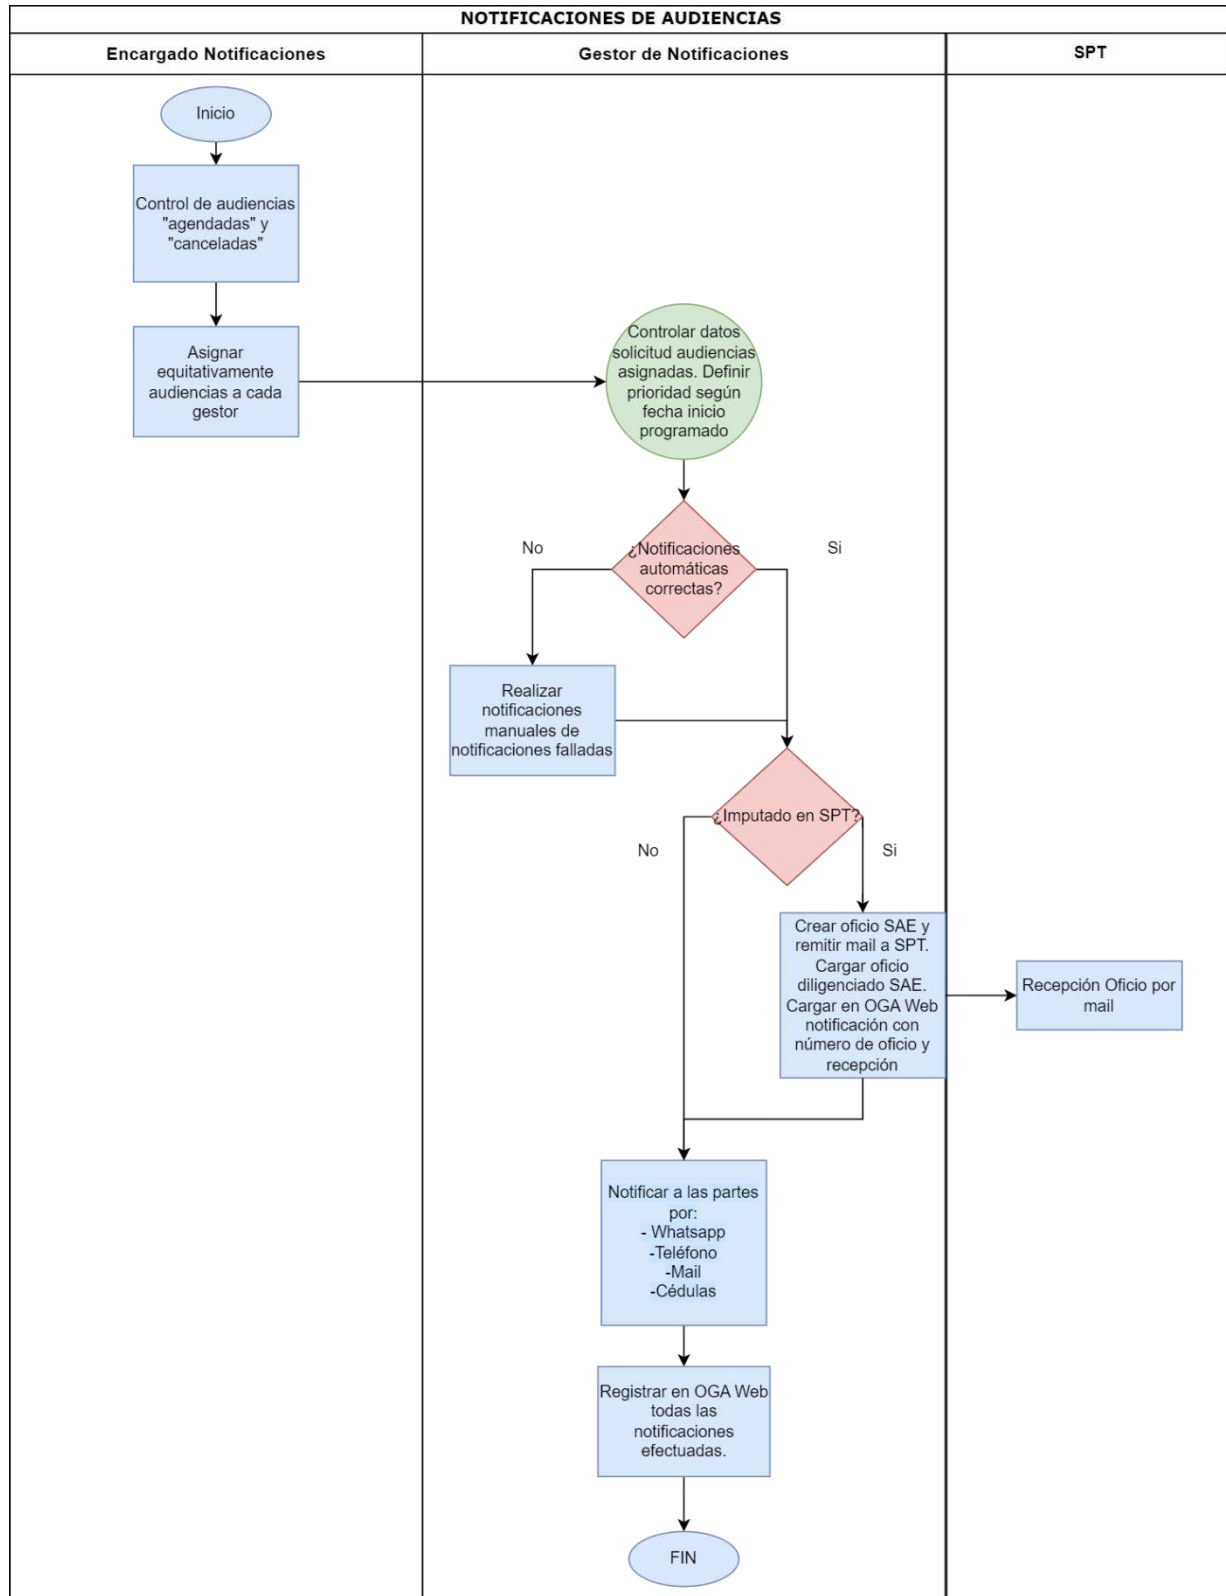 NOTIFICACIONES DE AUDIENCIAS
Encargado Notificaciones
Gestor de Notificaciones
SPT
Inicio
Control de audiencias
"agendadas" y
"canceladas"
Asignar
equitativamente
audiencias a cada
gestor
Controlar datos
solicitud audiencias
asignadas. Definir
prioridad según
fecha inicio
programado
¿Notificaciones
automáticas
correctas?
No
Si
Realizar
notificaciones
manuales de
notificaciones falladas
¿Imputado en SPT?
No
Si
Crear oficio SAE y
remitir mail a SPT.
Cargar oficio
diligenciado SAE.
Cargar en OGA Web
notificación con
número de oficio y
recepción
Recepción Oficio por
mail
Notificar a las partes
por:
- Whatsapp
-Teléfono
-Mail
-Cédulas
Registrar en OGA Web
todas las
notificaciones
efectuadas.
FIN